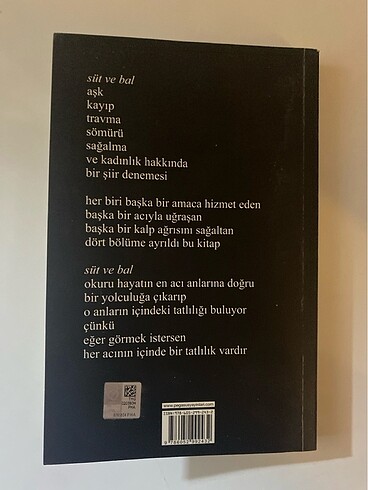 süt ve bal
aşk
kayıp
travma
sömürü
sağalma
ve kadınlık hakkında
bir şiir denemesi
her biri başka bir amaca hizmet eden
başka bir acıyla uğraşan
başka bir kalp ağrısını sağaltan
dört bölüme ayrıldı bu kitap
süt ve bal
okuru hayatın en acı anlarına doğru
bir yolculuğa çıkarıp
o anların içindeki tatlılığı buluyor
çünkü
eğer görmek istersen
her acının içinde bir tatlılık vardır
www.pegasusyayinlari.com